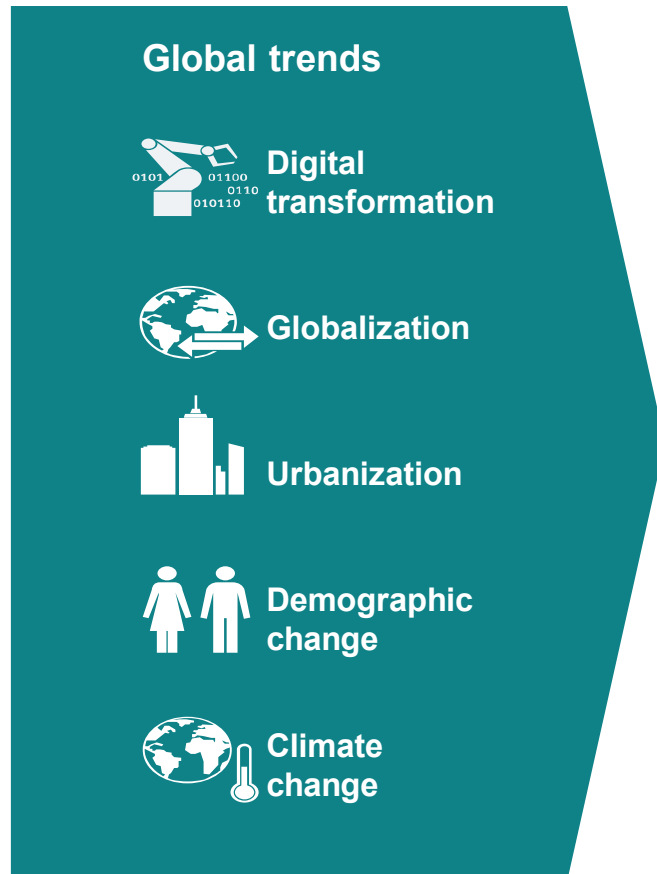 Global trends
0101
01100
0110
010110
Digital
transformation
Globalization
Urbanization
Demographic
change
Climate
change